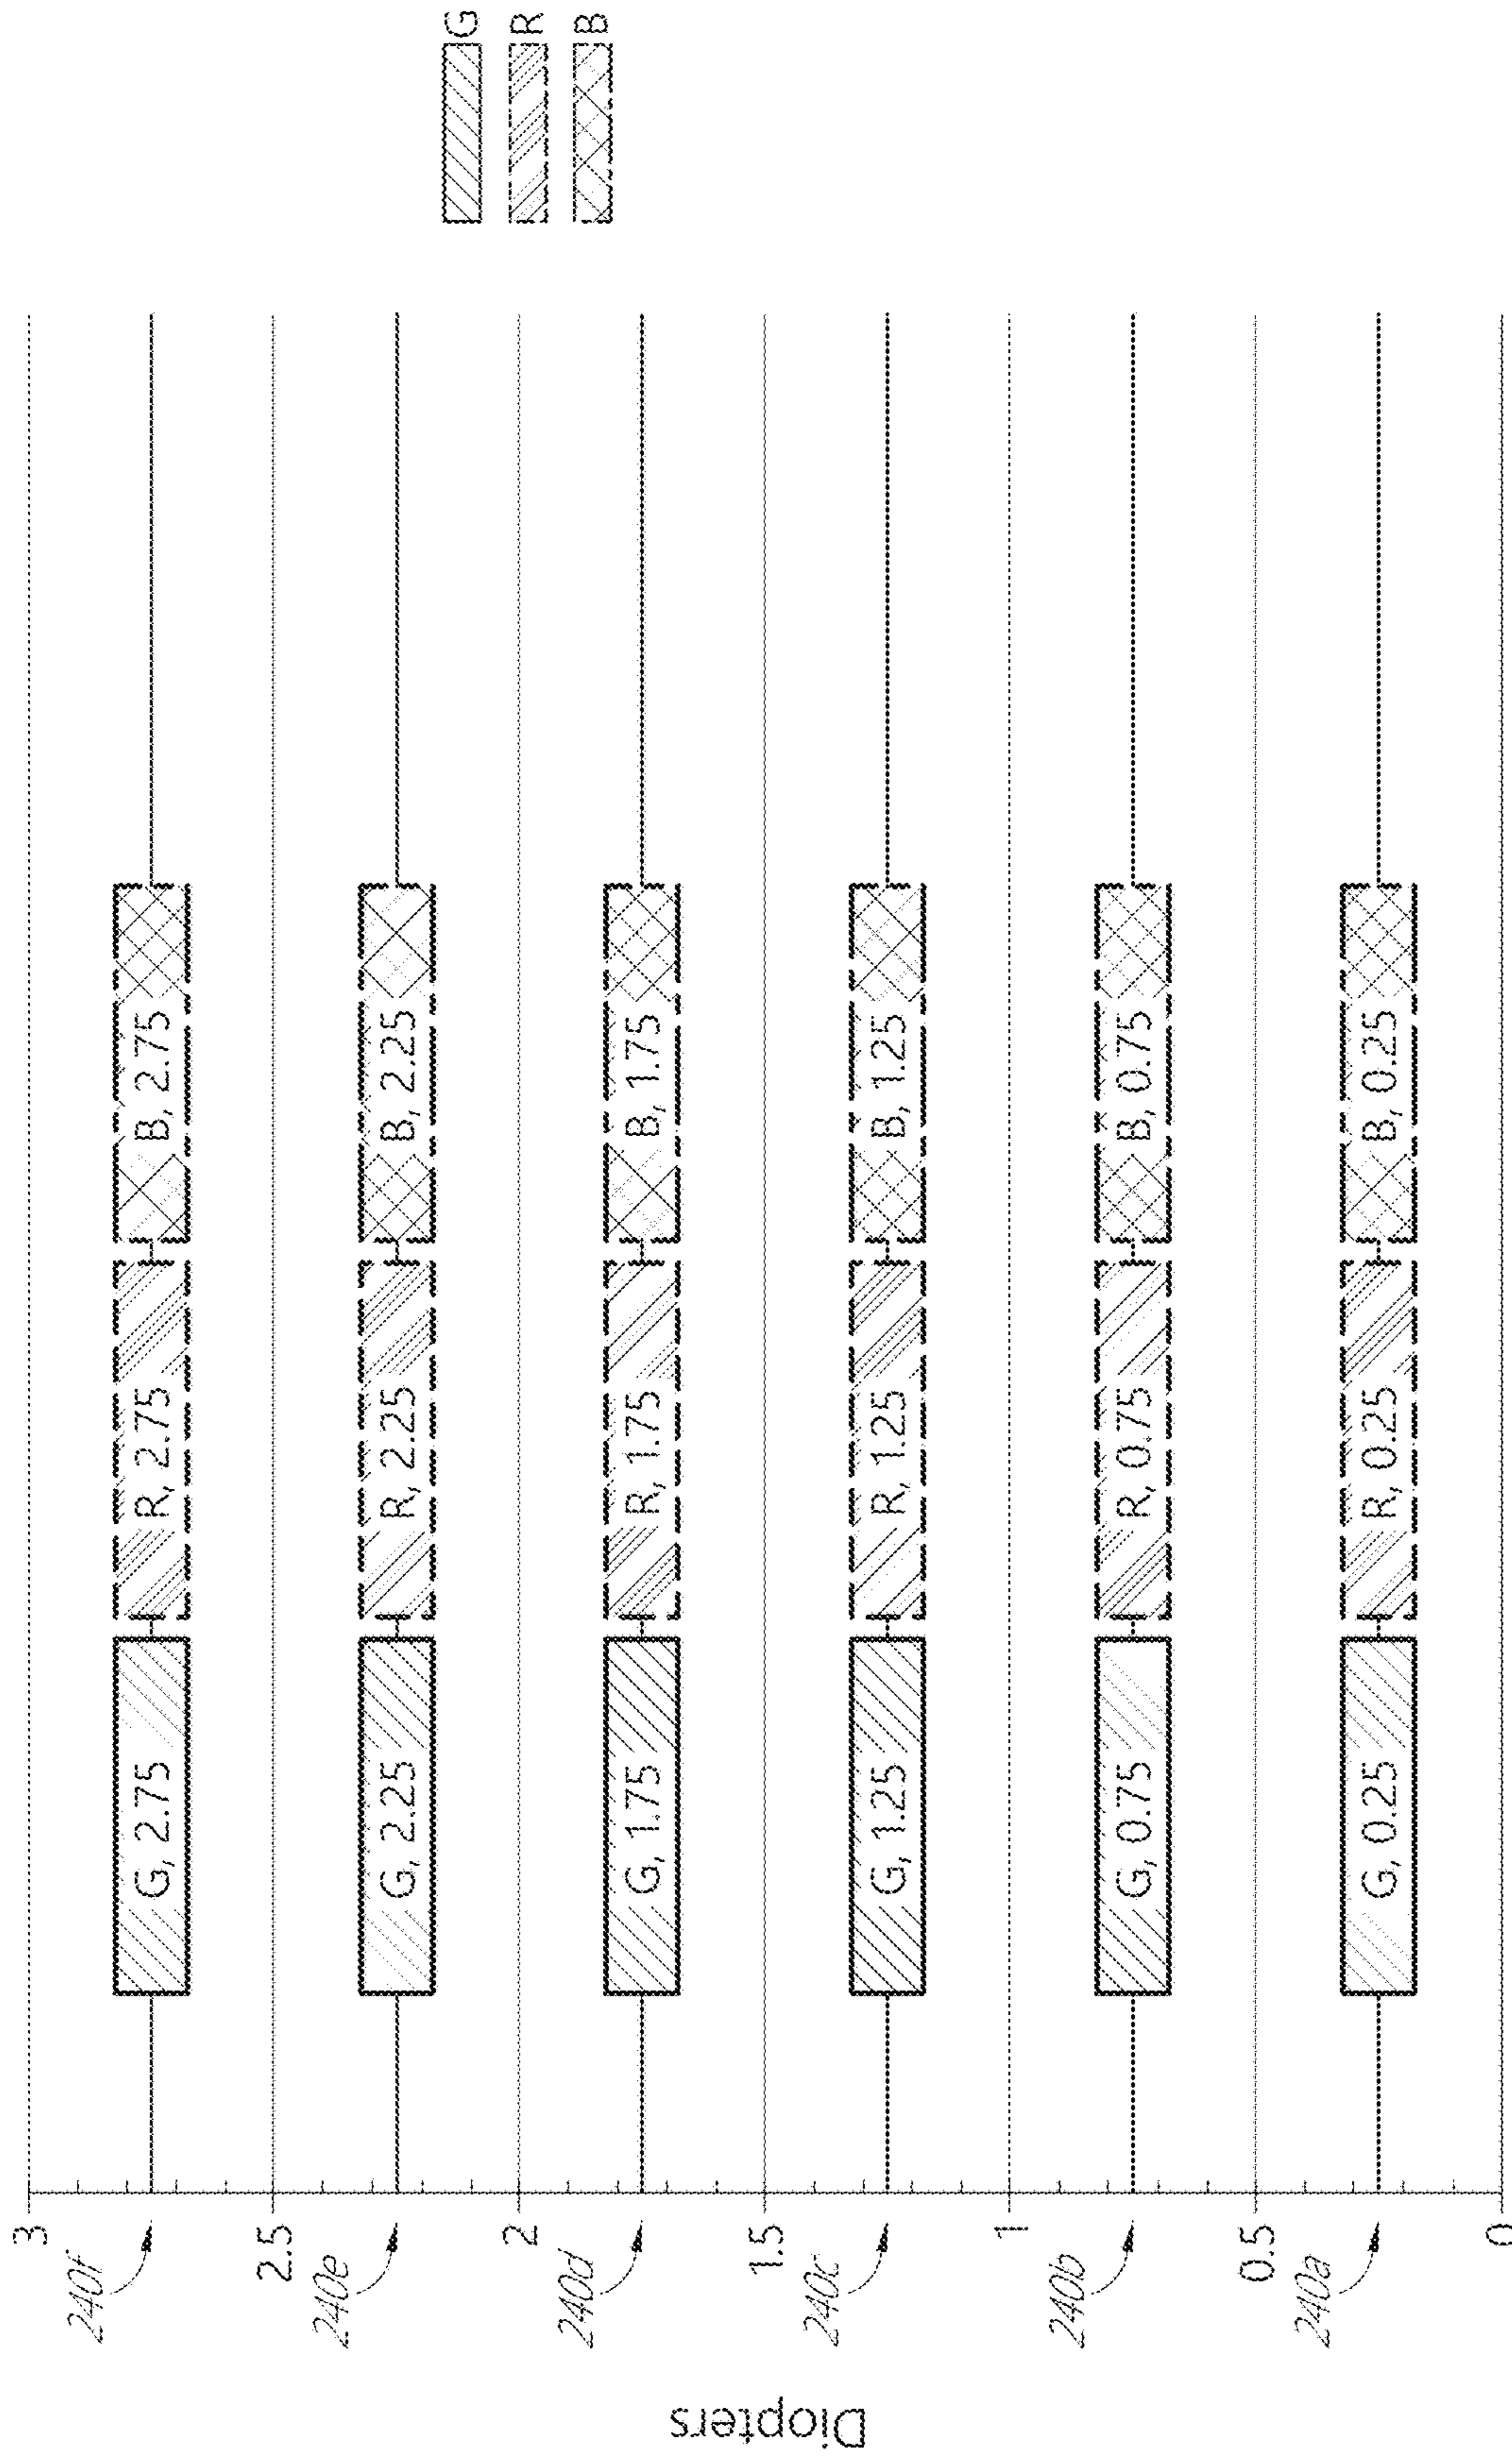 Diopters
3
240f
G, 2.75 R, 2.75 B, 2.75
2.5
240e
G, 2.25 R, 2.25 B, 2.25
2
240d
G, 1.75 R, 1.75 B, 1.75
1.5
240c
G, 1.25 R, 1.25 B, 1.25
1
240b
G, 0.75 R, 0.75 B, 0.75
0.5
240a
G, 0.25 R, 0.25 B, 0.25
0
G
R
B